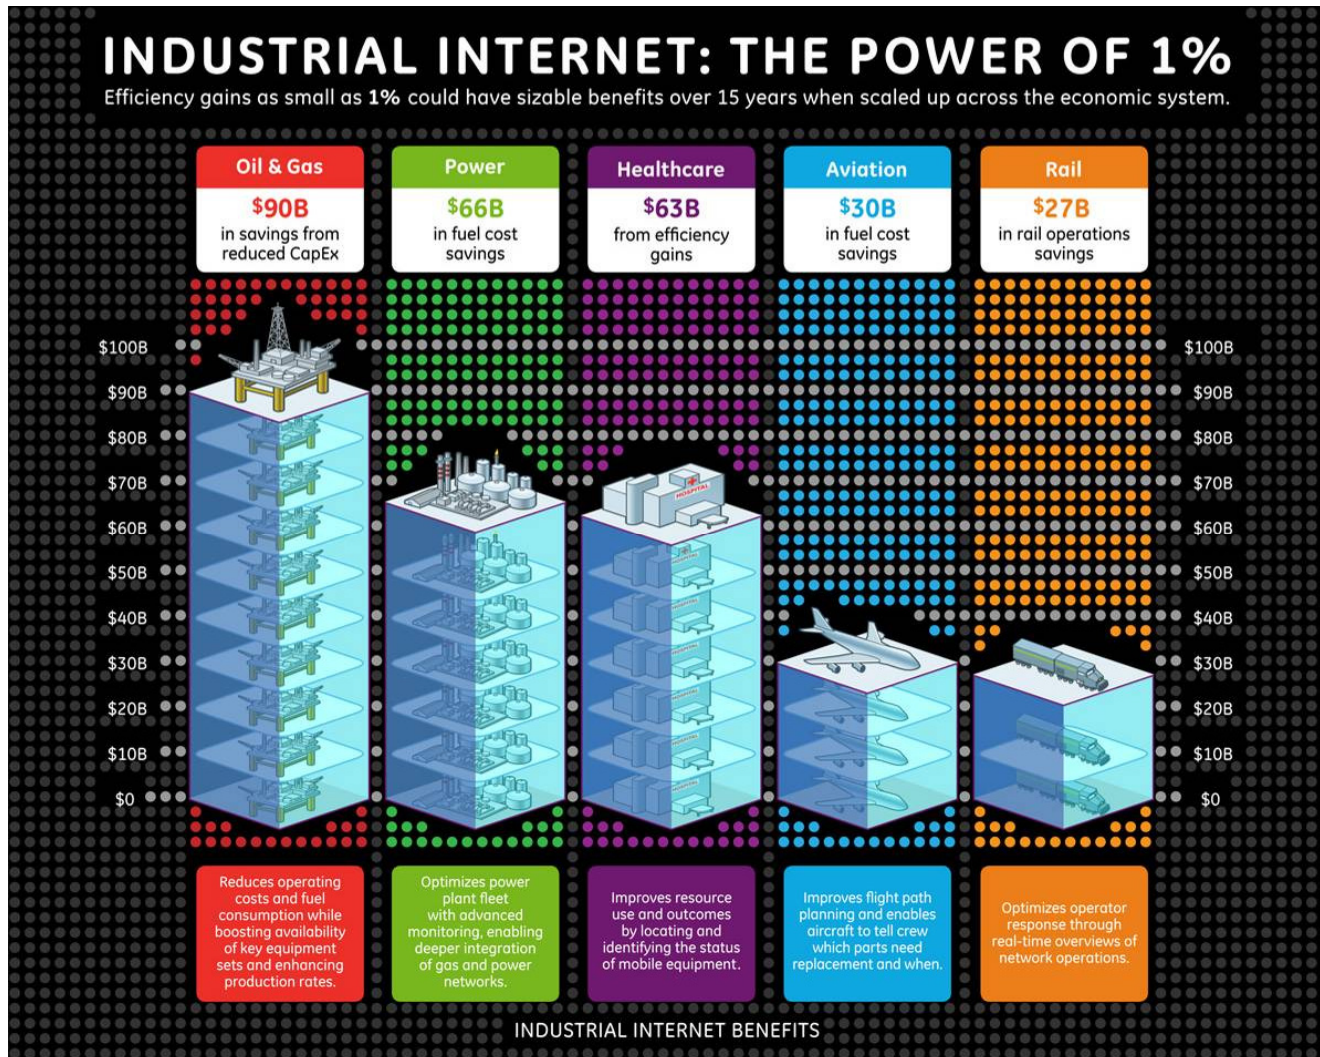 INDUSTRIAL INTERNET: THE POWER OF 1%
Efficiency gains as small as 1% could have sizable benefits over 15 years when scaled up across the economic system.
Oil & Gas
$90B
in savings from
reduced CapEx
Power
$66B
in fuel cost
savings
Healthcare
$63B
from efficiency
gains
Aviation
$30B
in fuel cost
savings
Rail
$27B
in rail operations
savings
$100B
$90B
$80B
$70B
$60B
$50B
$40B
$30B
$20B
$10B
$0
HOSPITAL
HOSPITAL
HOSPITAL
HOSPITAL
HOSPITAL
HOSPITAL
HOSPITAL
$100B
$90B
$80B
$70B
$60B
$50B
$40B
$30B
$20B
$10B
$0
Reduces operating
costs and fuel
consumption while
boosting availability
of key equipment
sets and enhancing
production rates.
Optimizes power
plant fleet
with advanced
monitoring, enabling
deeper integration
of gas and power
networks.
Improves resource
use and outcomes
by locating and
identifying the status
of mobile equipment.
Improves flight path
planning and enables
aircraft to tell crew
which parts need
replacement and when.
Optimizes operator
response through
real-time overviews of
network operations.
INDUSTRIAL INTERNET BENEFITS